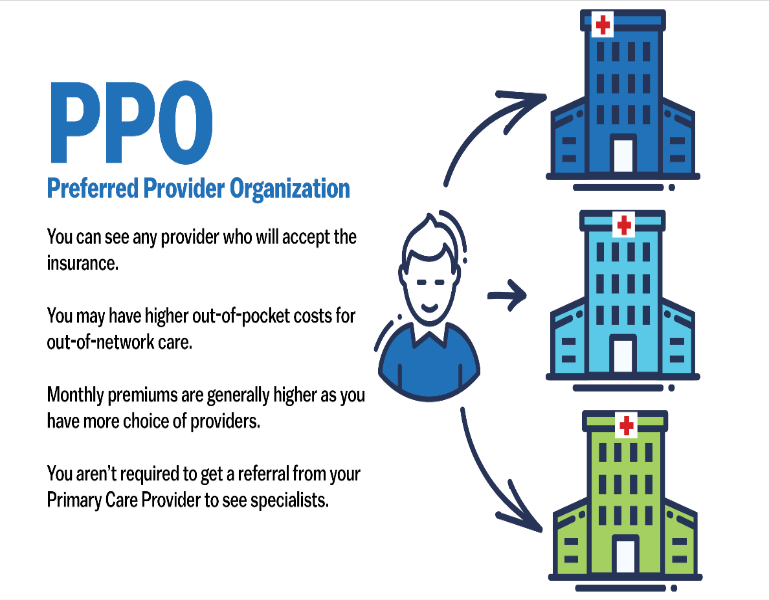 PPO
Preferred Provider Organization
You can see any provider who will accept the
insurance.
You may have higher out-of-pocket costs for
out-of-network care.
Monthly premiums are generally higher as you
have more choice of providers.
You aren't required to get a referral from your
Primary Care Provider to see specialists.